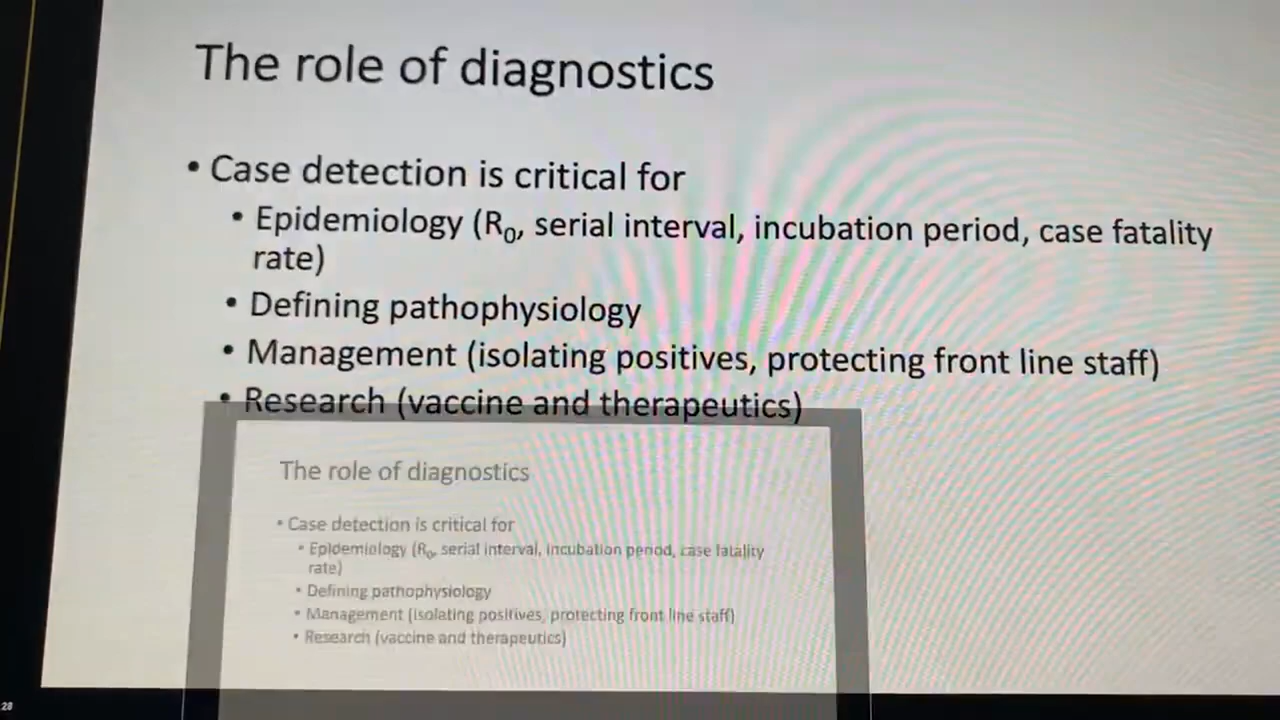 The role of diagnostics
• Case detection is critical for
• Epidemiology (R₀, serial interval, incubation period, case fatality
rate)
• Defining pathophysiology
• Management (isolating positives, protecting front line staff)
• Research (vaccine and therapeutics)
The role of diagnostics
• Case detection is critical for
• Epidemiology (R₀, serial interval, incubation period, case fatality
rate)
• Defining pathophysiology
• Management (isolating positives, protecting front line staff)
• Research (vaccine and therapeutics)
28